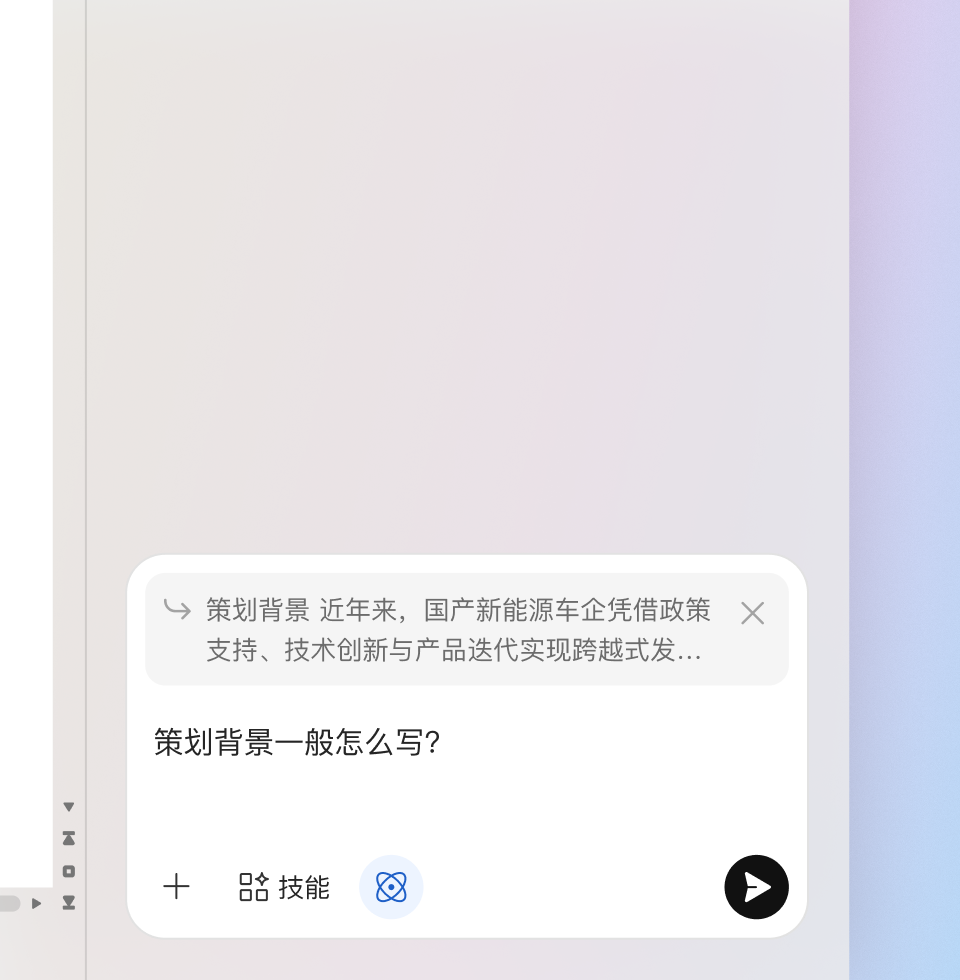 策划背景 近年来，国产新能源车企凭借政策
支持、技术创新与产品迭代实现跨越式发...
策划背景一般怎么写?
技能